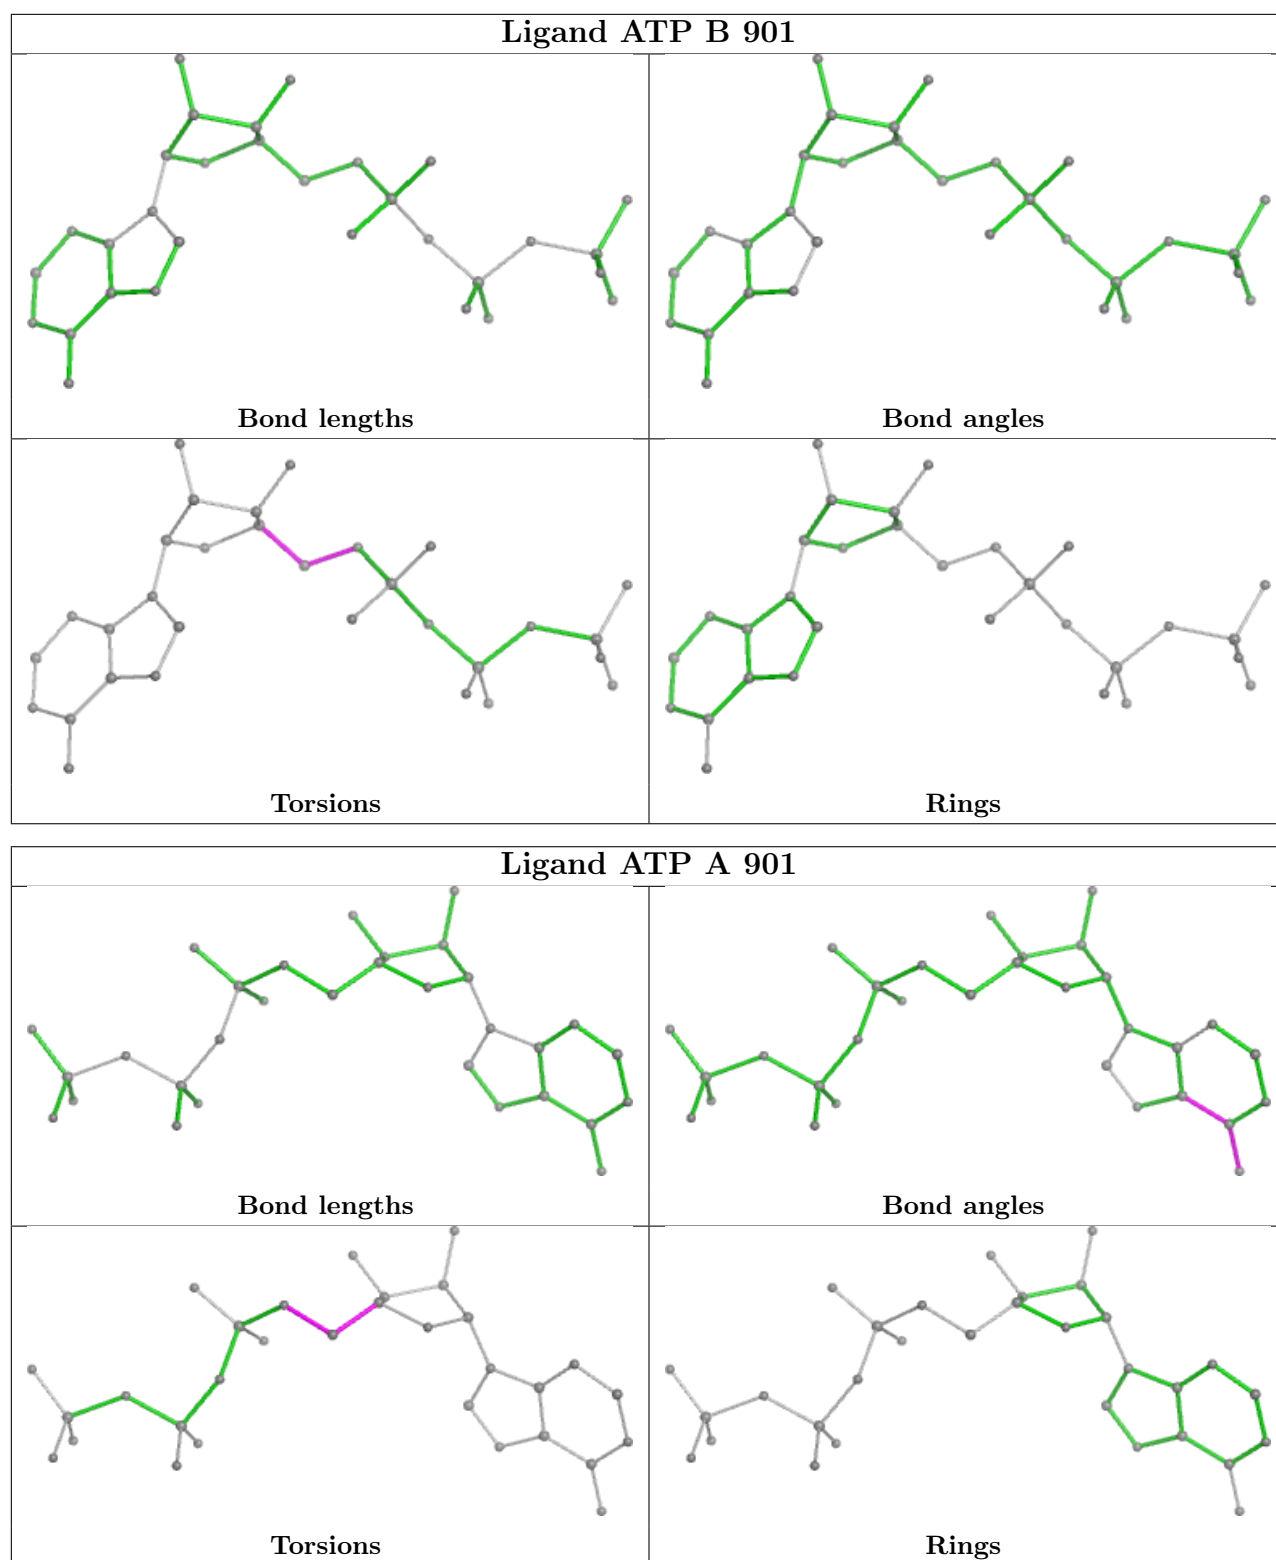 Ligand ATP B 901
Bond lengths
Bond angles
Torsions
Rings
Ligand ATP A 901
Bond lengths
Bond angles
Torsions
Rings